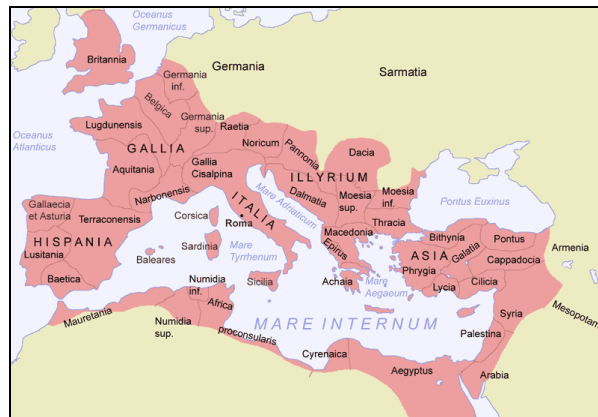 Oceanus
Germanicus
Britannia
Germania
Sarmatia
Germania
inf.
Belgica
Oceanus
Atlanticus
Lugdunensis
Germania
sup.
Raetia
Noricum
Pannonia
GALLIA
Dacia
Aquitania
Gallia
Cisalpina
ILLYRIUM
Dalmatia
Moesia
sup.
Moesia
inf.
Narbonensis
ITALIA
Mare Adriaticum
Pontus Euxinus
Gallaecia
et Asturia
Terraconensis
Corsica
Roma
Thracia
Macedonia
Bithynia
Pontus
HISPANIA
Lusitania
Baetica
Baleares
Sardinia
Mare
Tyrrhenum
Epirus
ASIA
Galatia
Armenia
Cappadocia
Phrygia
Sicilia
Achaia
Mare
Aegaeum
Lycia
Cilicia
Mauretania
Numidia
inf.
Numidia
sup.
Africa
proconsularis
MARE INTERNUM
Syria
Mesopotam
Palestina
Cyrenaica
Aegyptus
Arabia